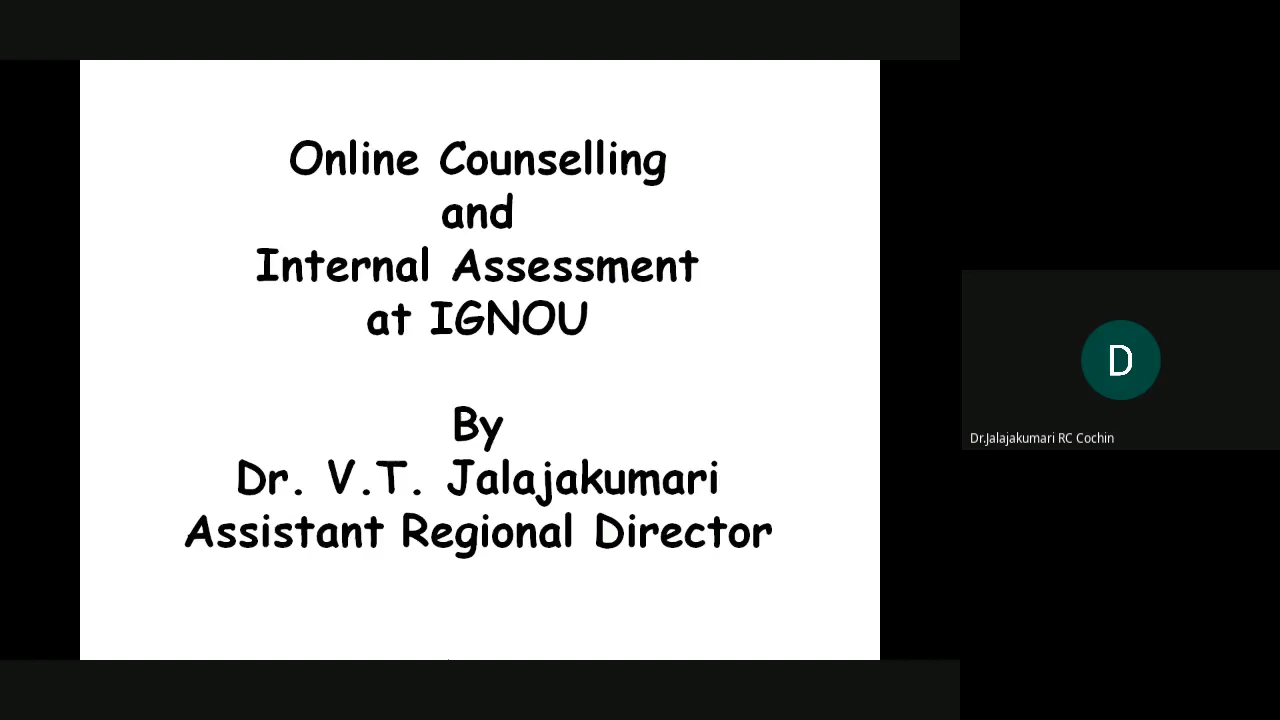 Online Counselling
and
Internal Assessment
at IGNOU
By
Dr. V.T. Jalajakumari
Assistant Regional Director
D
Dr.Jalajakumari RC Cochin